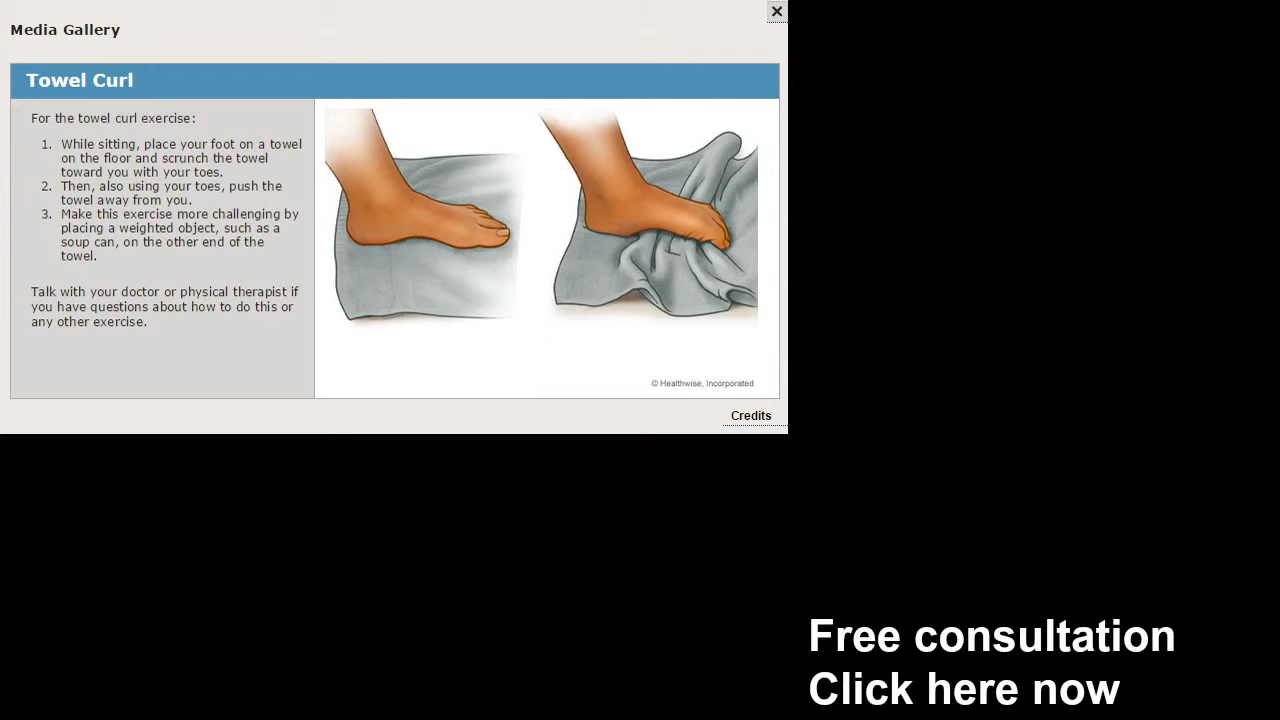 Media Gallery
Towel Curl
For the towel curl exercise:
1. While sitting, place your foot on a towel
on the floor and scrunch the towel
toward you with your toes.
2. Then, also using your toes, push the
towel away from you.
3. Make this exercise more challenging by
placing a weighted object, such as a
soup can, on the other end of the
towel.
Talk with your doctor or physical therapist if
you have questions about how to do this or
any other exercise.
© Healthwise, Incorporated
Credits
Free consultation
Click here now